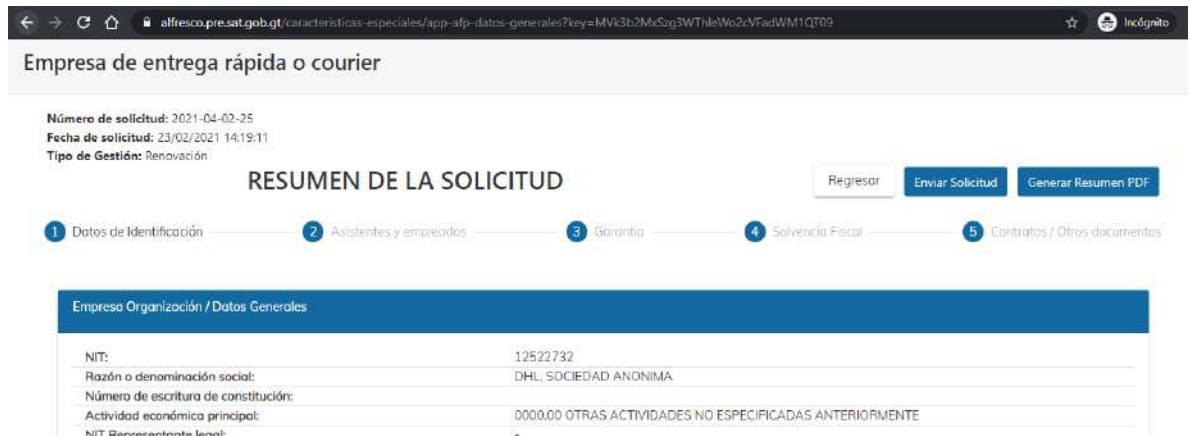 alfresco.pre.sat.gob.gt/caracteristicas-especiales/app-afp-datos-generales?key= Incógnito
Empresa de entrega rápida o courier
Número de solicitud: 2021-04-02-25
Fecha de solicitud: 23/02/2021 14:19:11
Tipo de Gestión: Renovación
RESUMEN DE LA SOLICITUD Regresar Enviar Solicitud Generar Resumen PDF
1 Datos de Identificación 2 Asistentes y empleados 3 Garantía 4 Solvencia Fiscal 5 Contratos / Otros documentos
Empresa Organización / Datos Generales
NIT: 12522732
Razón o denominación social: DHL, SOCIEDAD ANONIMA
Número de escritura de constitución:
Actividad económica principal: 0000.00 OTRAS ACTIVIDADES NO ESPECIFICADAS ANTERIORMENTE
NIT Representante legal: -